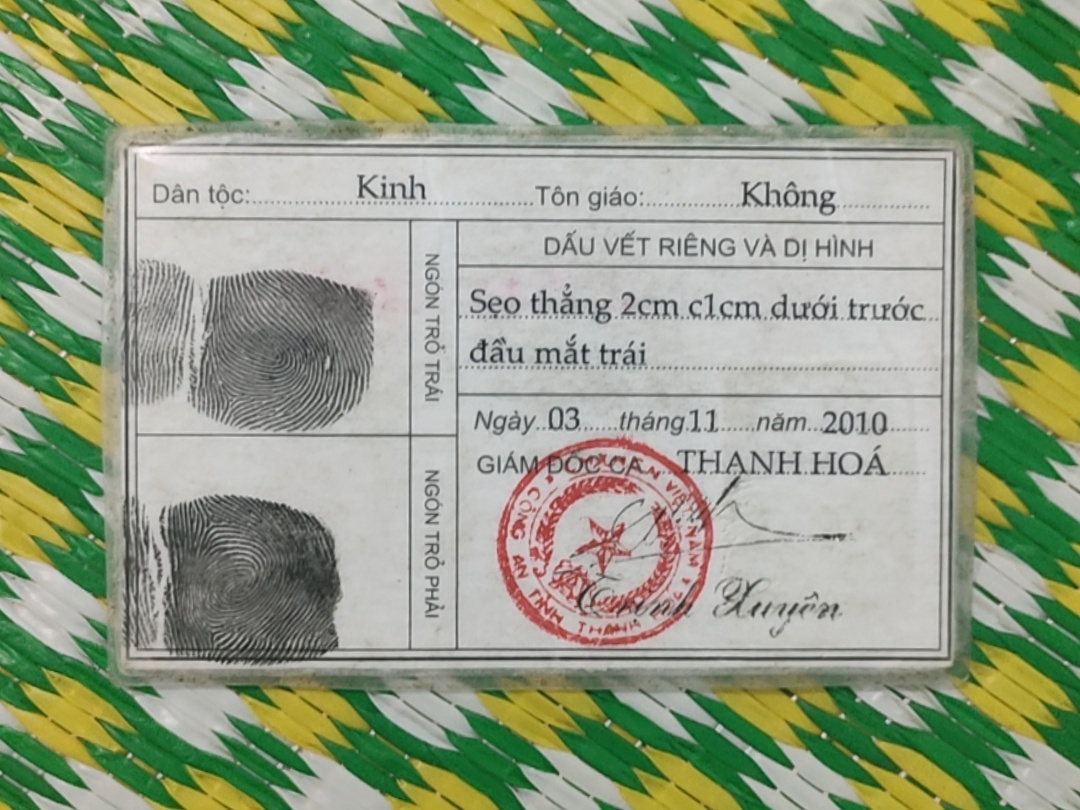 Dân tộc: Kinh Tôn giáo: Không
NGÓN TRỎ TRÁI
DẤU VẾT RIÊNG VÀ DỊ HÌNH
Sẹo thẳng 2cm c1cm dưới trước
đầu mắt trái
NGÓN TRỎ PHẢI
Ngày 03 tháng 11 năm 2010
GIÁM ĐỐC CA THANH HOÁ
CÔNG AN TỈNH THANH
VIỆT NAM
Xuyên